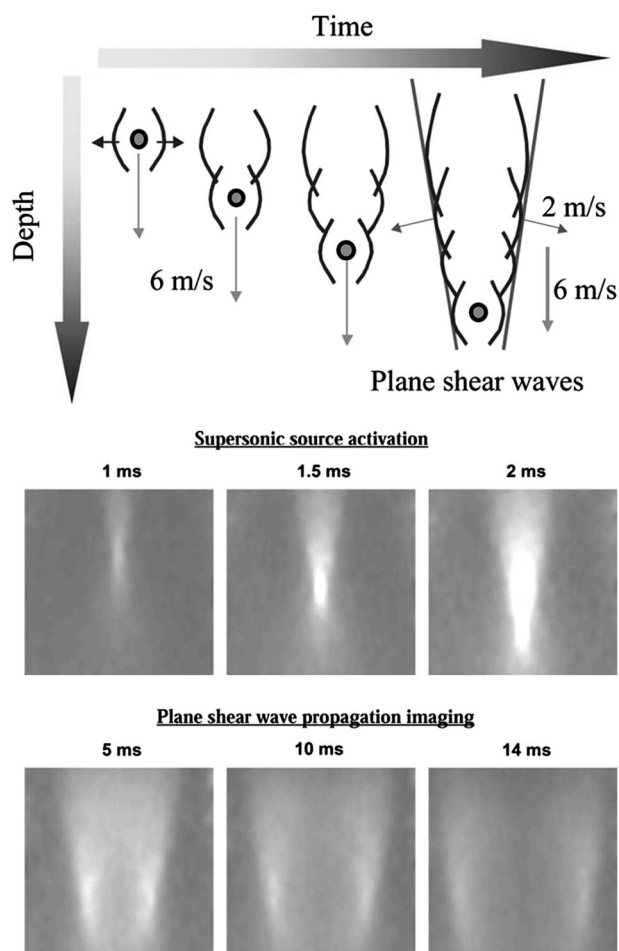 Time
Depth
6 m/s
2 m/s
6 m/s
Plane shear waves
Supersonic source activation
1 ms
1.5 ms
2 ms
Plane shear wave propagation imaging
5 ms
10 ms
14 ms